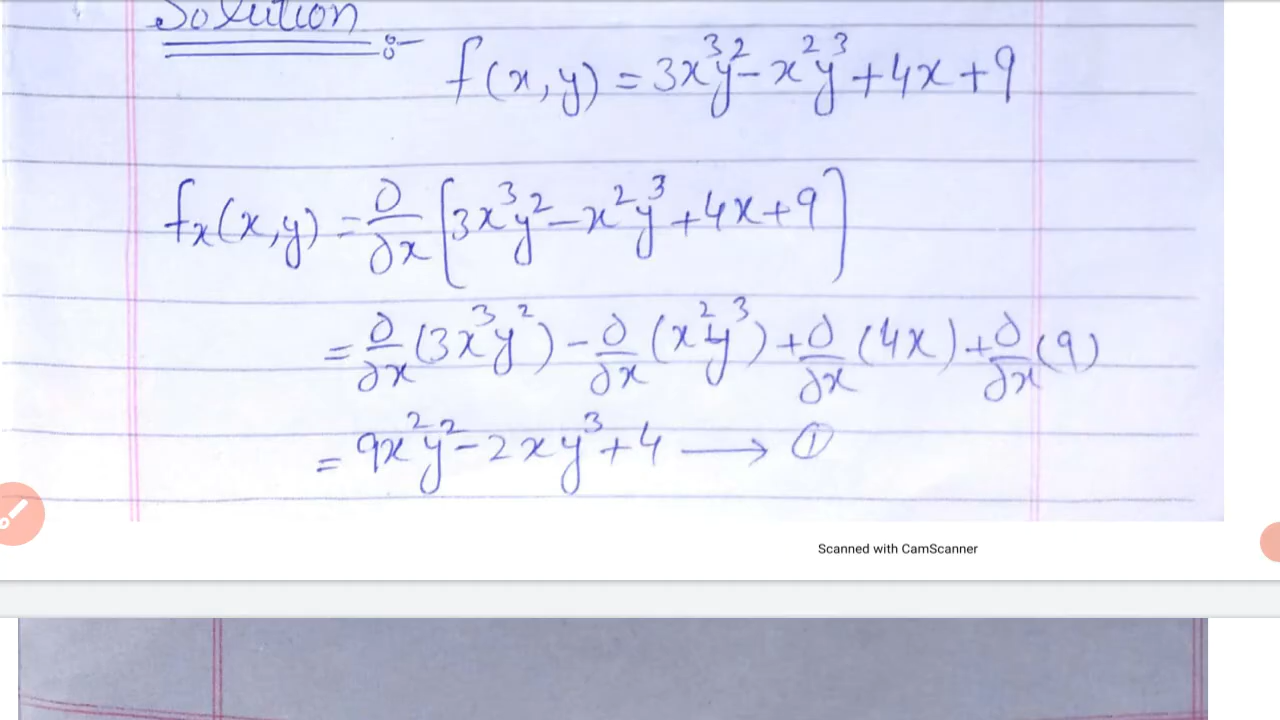 Solution :-
f(x,y) = 3x³y² - x²y³ + 4x + 9
fx(x,y) = ∂/∂x [3x³y² - x²y³ + 4x + 9]
= ∂/∂x (3x³y²) - ∂/∂x (x²y³) + ∂/∂x (4x) + ∂/∂x (9)
= 9x²y² - 2xy³ + 4 → ①
Scanned with CamScanner